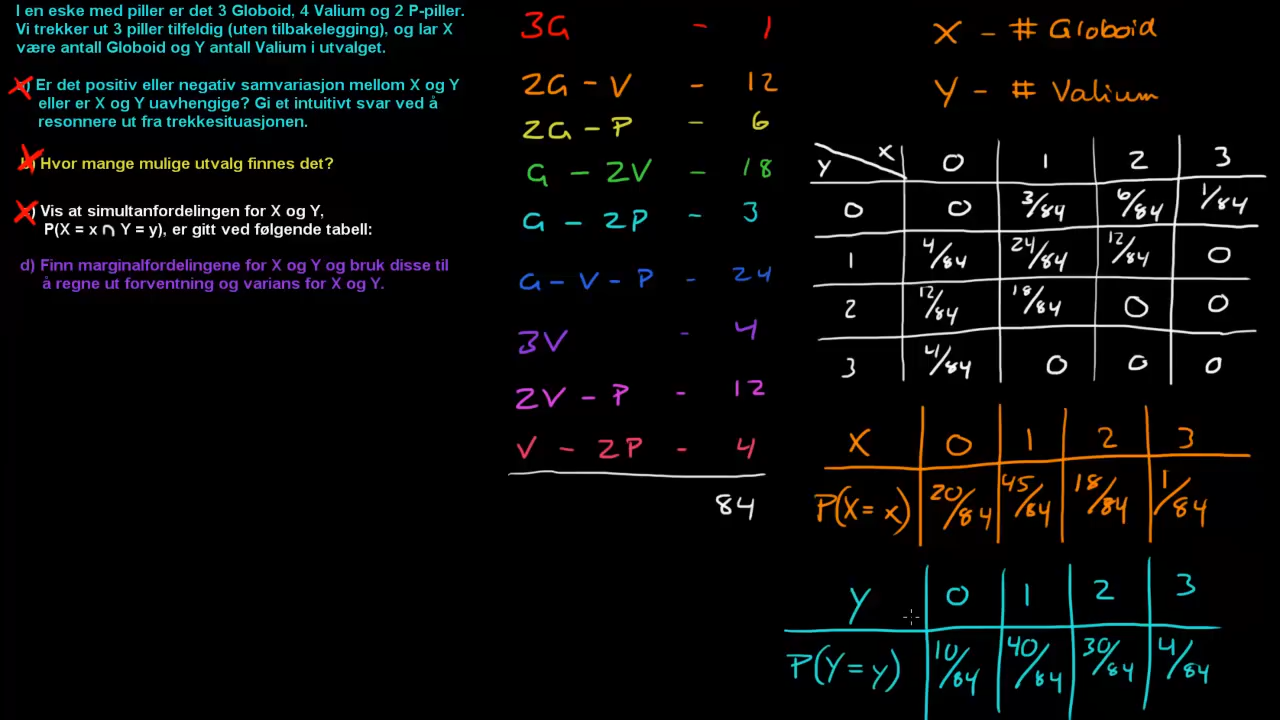 I en eske med piller er det 3 Globoid, 4 Valium og 2 P-piller.
Vi trekker ut 3 piller tilfeldig (uten tilbakelegging), og lar X
være antall Globoid og Y antall Valium i utvalget.
a) Er det positiv eller negativ samvariasjon mellom X og Y
eller er X og Y uavhengige? Gi et intuitivt svar ved å
resonnere ut fra trekkesituasjonen.
b) Hvor mange mulige utvalg finnes det?
c) Vis at simultanfordelingen for X og Y,
P(X = x ∩ Y = y), er gitt ved følgende tabell:
d) Finn marginalfordelingene for X og Y og bruk disse til
å regne ut forventning og varians for X og Y.
3G - 1
2G - V - 12
2G - P - 6
G - 2V - 18
G - 2P - 3
G - V - P - 24
3V - 4
2V - P - 12
V - 2P - 4
84
X - # Globoid
Y - # Valium
Y X 0 1 2 3
0 0 3/84 6/84 1/84
1 4/84 24/84 12/84 0
2 12/84 18/84 0 0
3 4/84 0 0 0
X 0 1 2 3
P(X = x) 20/84 45/84 18/84 1/84
Y 0 1 2 3
P(Y = y) 10/84 40/84 30/84 4/84